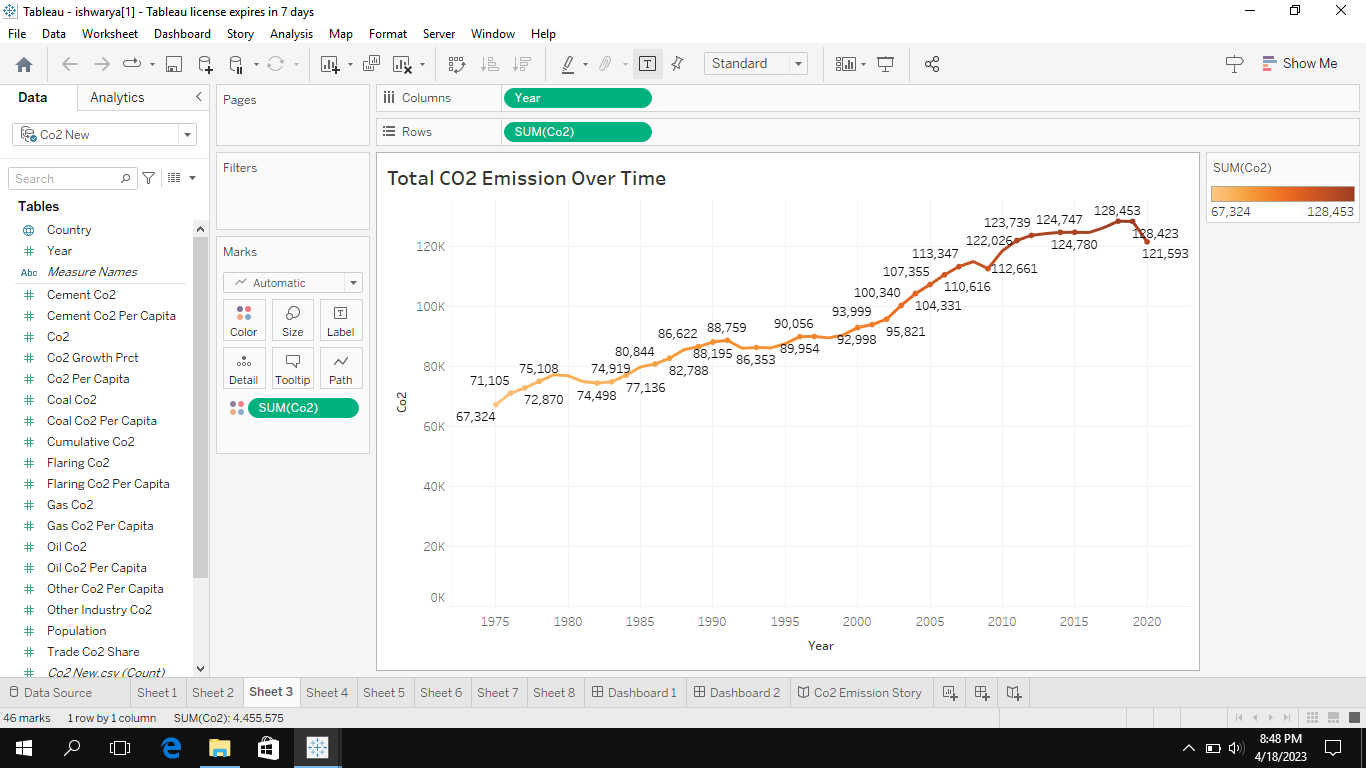 Tableau - ishwarya[1] - Tableau license expires in 7 days
File Data Worksheet Dashboard Story Analysis Map Format Server Window Help
Standard
Show Me
Data Analytics
Co2 New
Search
Tables
Country
Year
Abc Measure Names
Cement Co2
Cement Co2 Per Capita
Co2
Co2 Growth Prct
Co2 Per Capita
Coal Co2
Coal Co2 Per Capita
Cumulative Co2
Flaring Co2
Flaring Co2 Per Capita
Gas Co2
Gas Co2 Per Capita
Oil Co2
Oil Co2 Per Capita
Other Co2 Per Capita
Other Industry Co2
Population
Trade Co2 Share
Co2 New.csv (Count)
Pages
Filters
Marks
Automatic
Color Size Label
Detail Tooltip Path
SUM(Co2)
Columns Year
Rows SUM(Co2)
Total CO2 Emission Over Time
120K
100K
80K
60K
40K
20K
0K
Co2
67,324
71,105
72,870
75,108
74,498
74,919
77,136
80,844
82,788
86,622
88,195
88,759
86,353
90,056
89,954
93,999
92,998
95,821
100,340
104,331
107,355
110,616
113,347
112,661
122,026
123,739
124,747
124,780
128,453
128,423
121,593
1975 1980 1985 1990 1995 2000 2005 2010 2015 2020
Year
SUM(Co2)
67,324 128,453
Data Source Sheet 1 Sheet 2 Sheet 3 Sheet 4 Sheet 5 Sheet 6 Sheet 7 Sheet 8 Dashboard 1 Dashboard 2 Co2 Emission Story
46 marks 1 row by 1 column SUM(Co2): 4,455,575
8:48 PM
4/18/2023